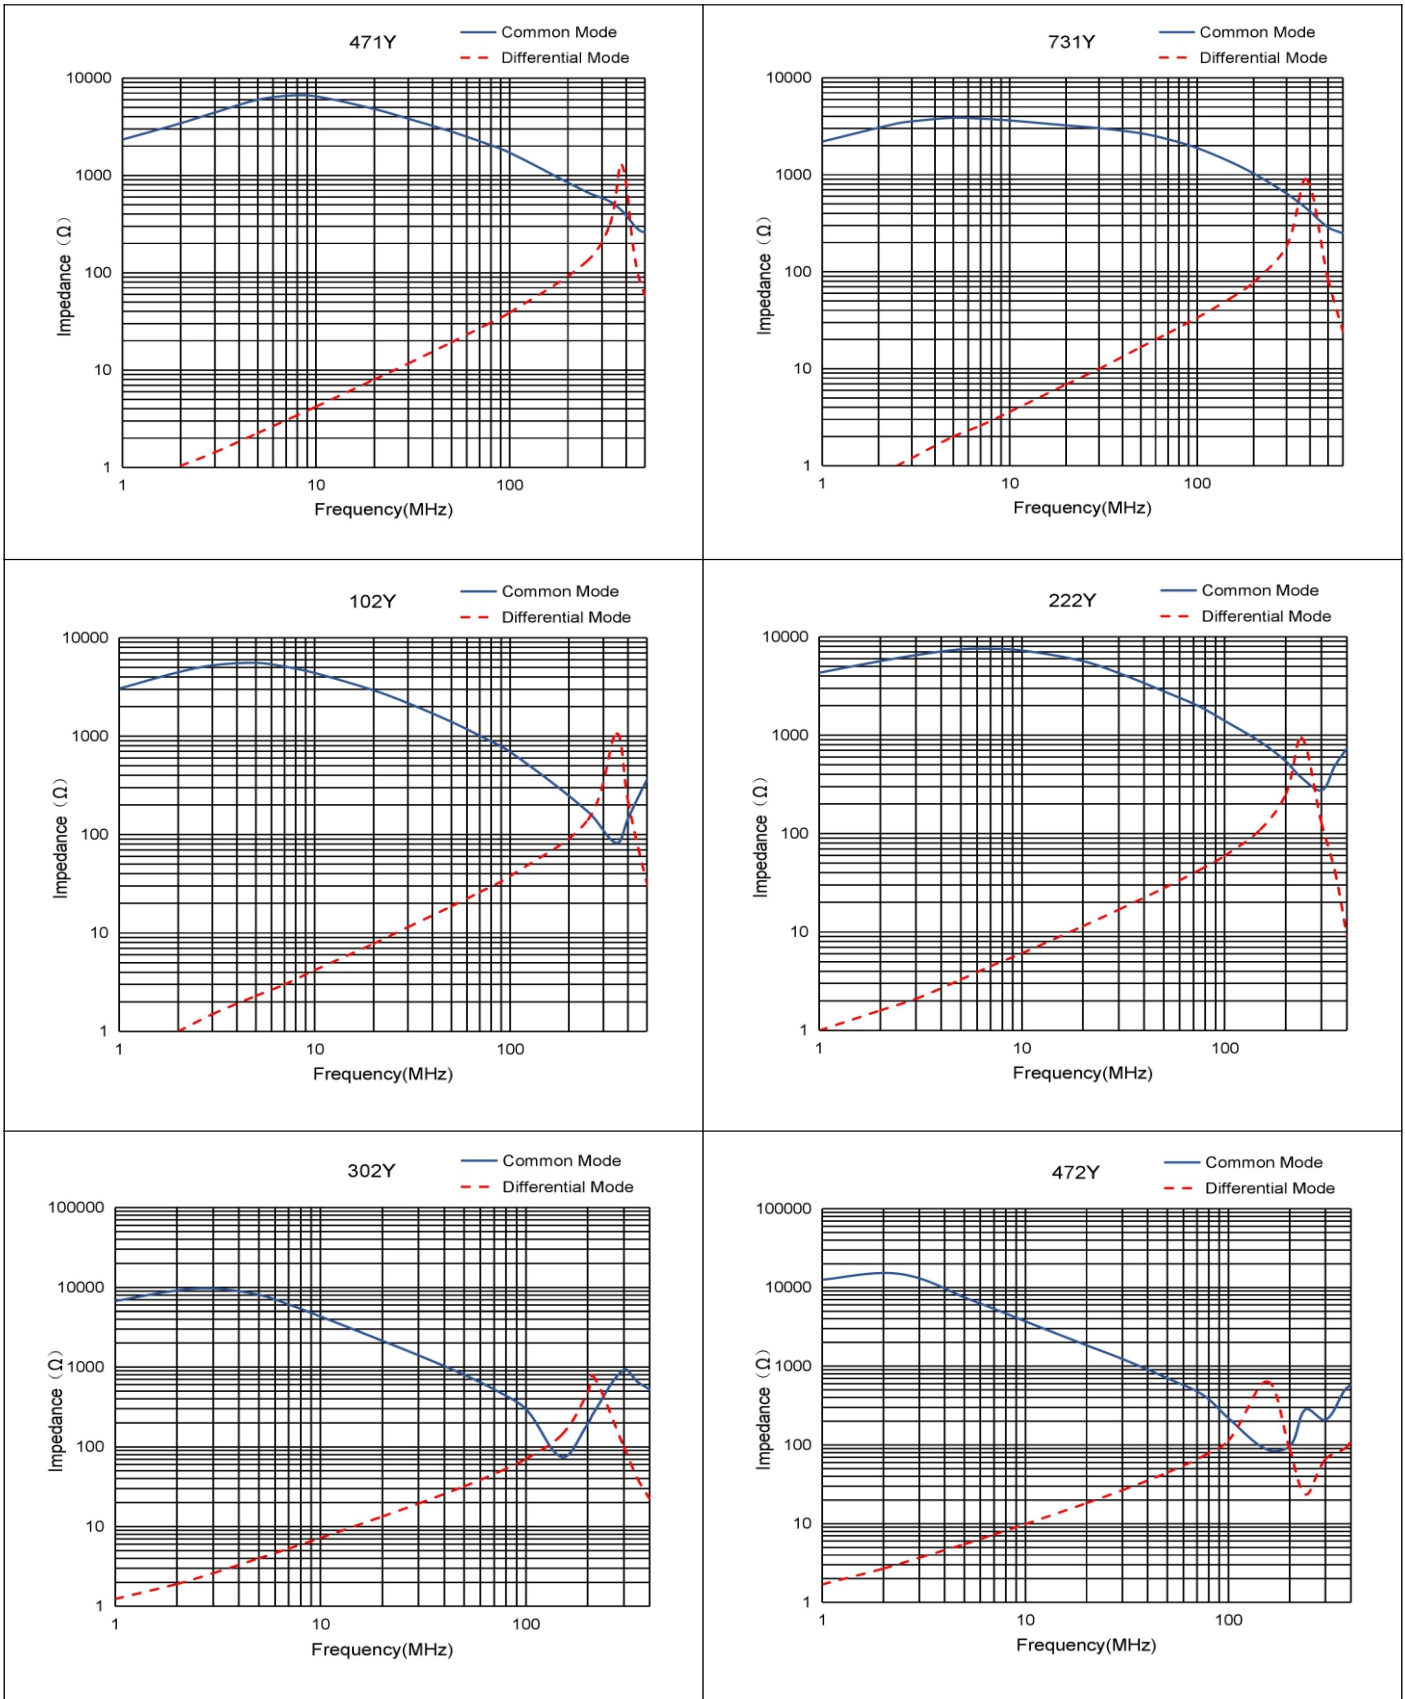 471Y
Common Mode
Differential Mode
10000
1000
100
10
1
Impedance（Ω）
1 10 100
Frequency(MHz)
731Y
Common Mode
Differential Mode
10000
1000
100
10
1
Impedance（Ω）
1 10 100
Frequency(MHz)
102Y
Common Mode
Differential Mode
10000
1000
100
10
1
Impedance（Ω）
1 10 100
Frequency(MHz)
222Y
Common Mode
Differential Mode
10000
1000
100
10
1
Impedance（Ω）
1 10 100
Frequency(MHz)
302Y
Common Mode
Differential Mode
100000
10000
1000
100
10
1
Impedance（Ω）
1 10 100
Frequency(MHz)
472Y
Common Mode
Differential Mode
100000
10000
1000
100
10
1
Impedance（Ω）
1 10 100
Frequency(MHz)